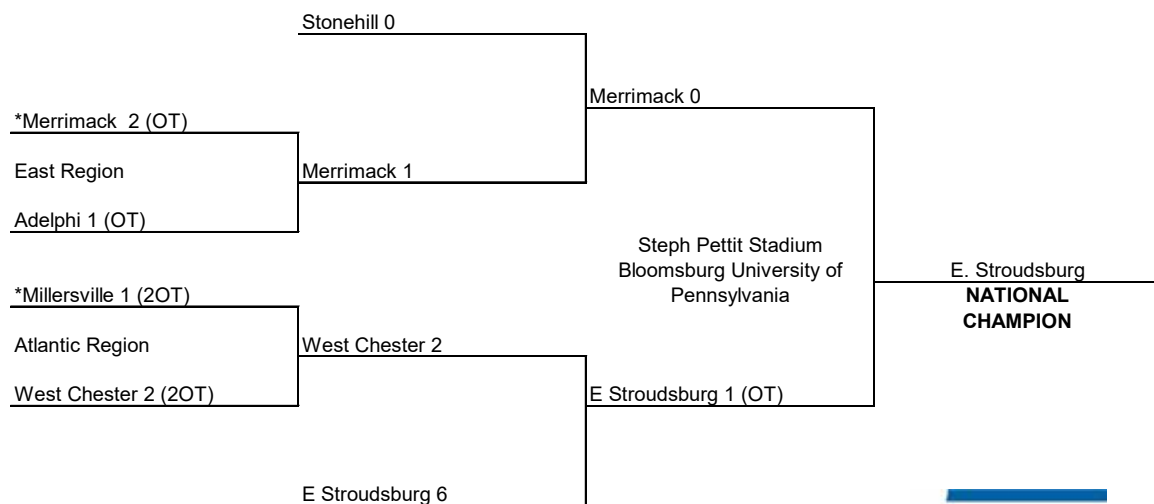 Stonehill 0
Merrimack 0
*Merrimack 2 (OT)
East Region
Merrimack 1
Adelphi 1 (OT)
Steph Pettit Stadium
Bloomsburg University of
Pennsylvania
E. Stroudsburg
NATIONAL
CHAMPION
*Millersville 1 (2OT)
Atlantic Region
West Chester 2
West Chester 2 (2OT)
E Stroudsburg 1 (OT)
E Stroudsburg 6